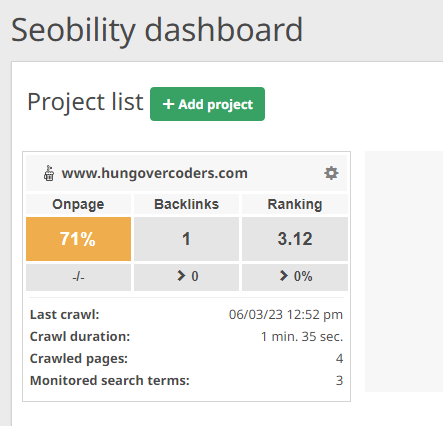 Seobility dashboard
Project list + Add project
www.hungovercoders.com
Onpage Backlinks Ranking
71% 1 3.12
-/- 0 0%
Last crawl: 06/03/23 12:52 pm
Crawl duration: 1 min. 35 sec.
Crawled pages: 4
Monitored search terms: 3